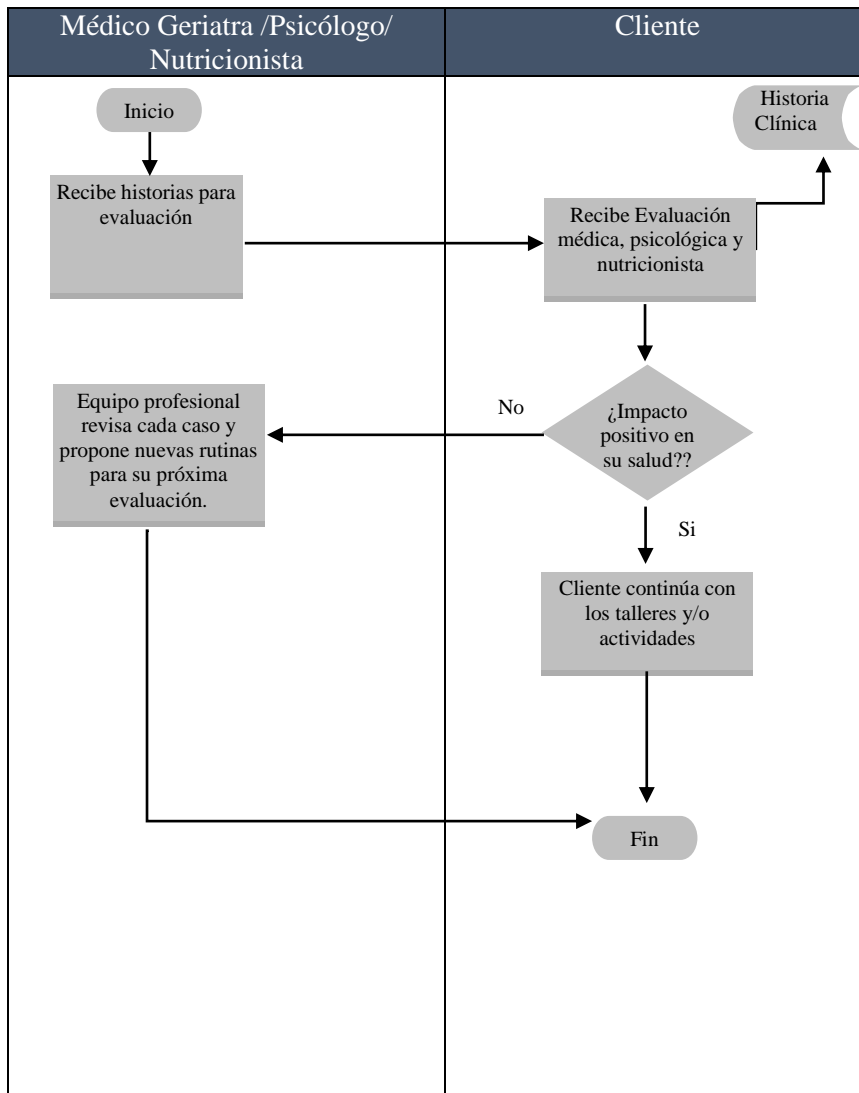 Médico Geriatra /Psicólogo/
Nutricionista
Cliente
Inicio
Historia
Clínica
Recibe historias para
evaluación
Recibe Evaluación
médica, psicológica y
nutricionista
Equipo profesional
revisa cada caso y
propone nuevas rutinas
para su próxima
evaluación.
No
¿Impacto
positivo en
su salud??
Si
Cliente continúa con
los talleres y/o
actividades
Fin